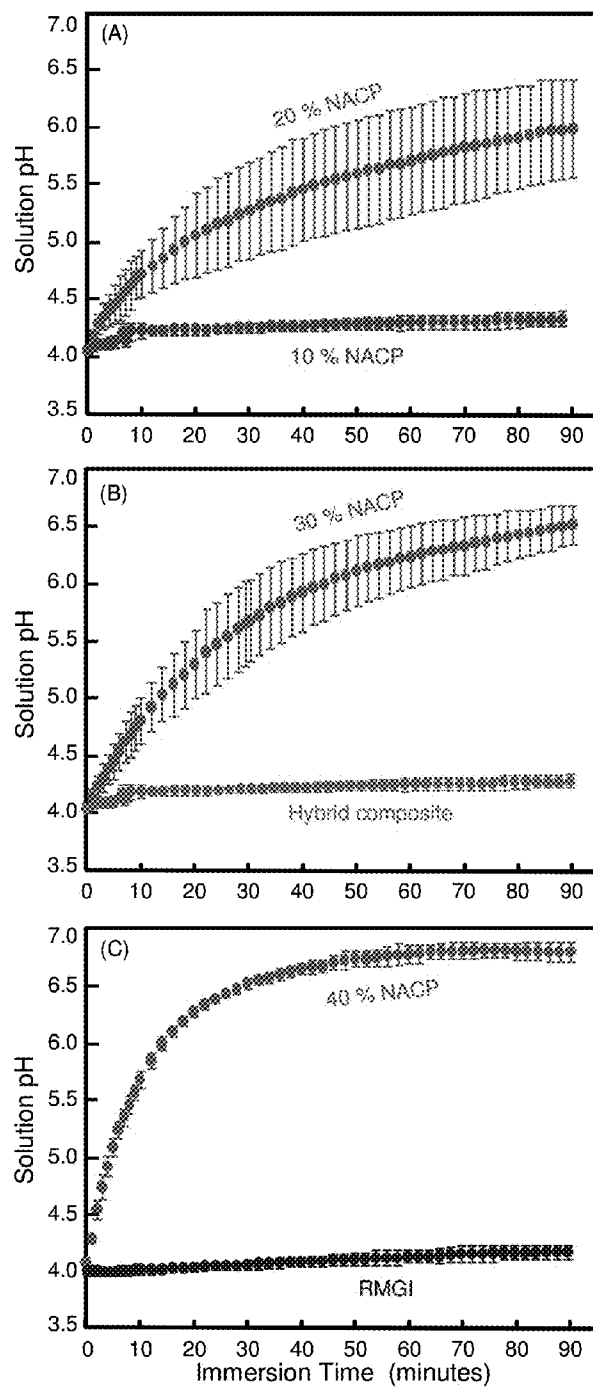 (A)
7.0
6.5
6.0
5.5
5.0
4.5
4.0
3.5
Solution pH
20 % NACP
10 % NACP
0 10 20 30 40 50 60 70 80 90
(B)
7.0
6.5
6.0
5.5
5.0
4.5
4.0
3.5
Solution pH
30 % NACP
Hybrid composite
0 10 20 30 40 50 60 70 80 90
(C)
7.0
6.5
6.0
5.5
5.0
4.5
4.0
3.5
Solution pH
40 % NACP
RMGI
0 10 20 30 40 50 60 70 80 90
Immersion Time (minutes)